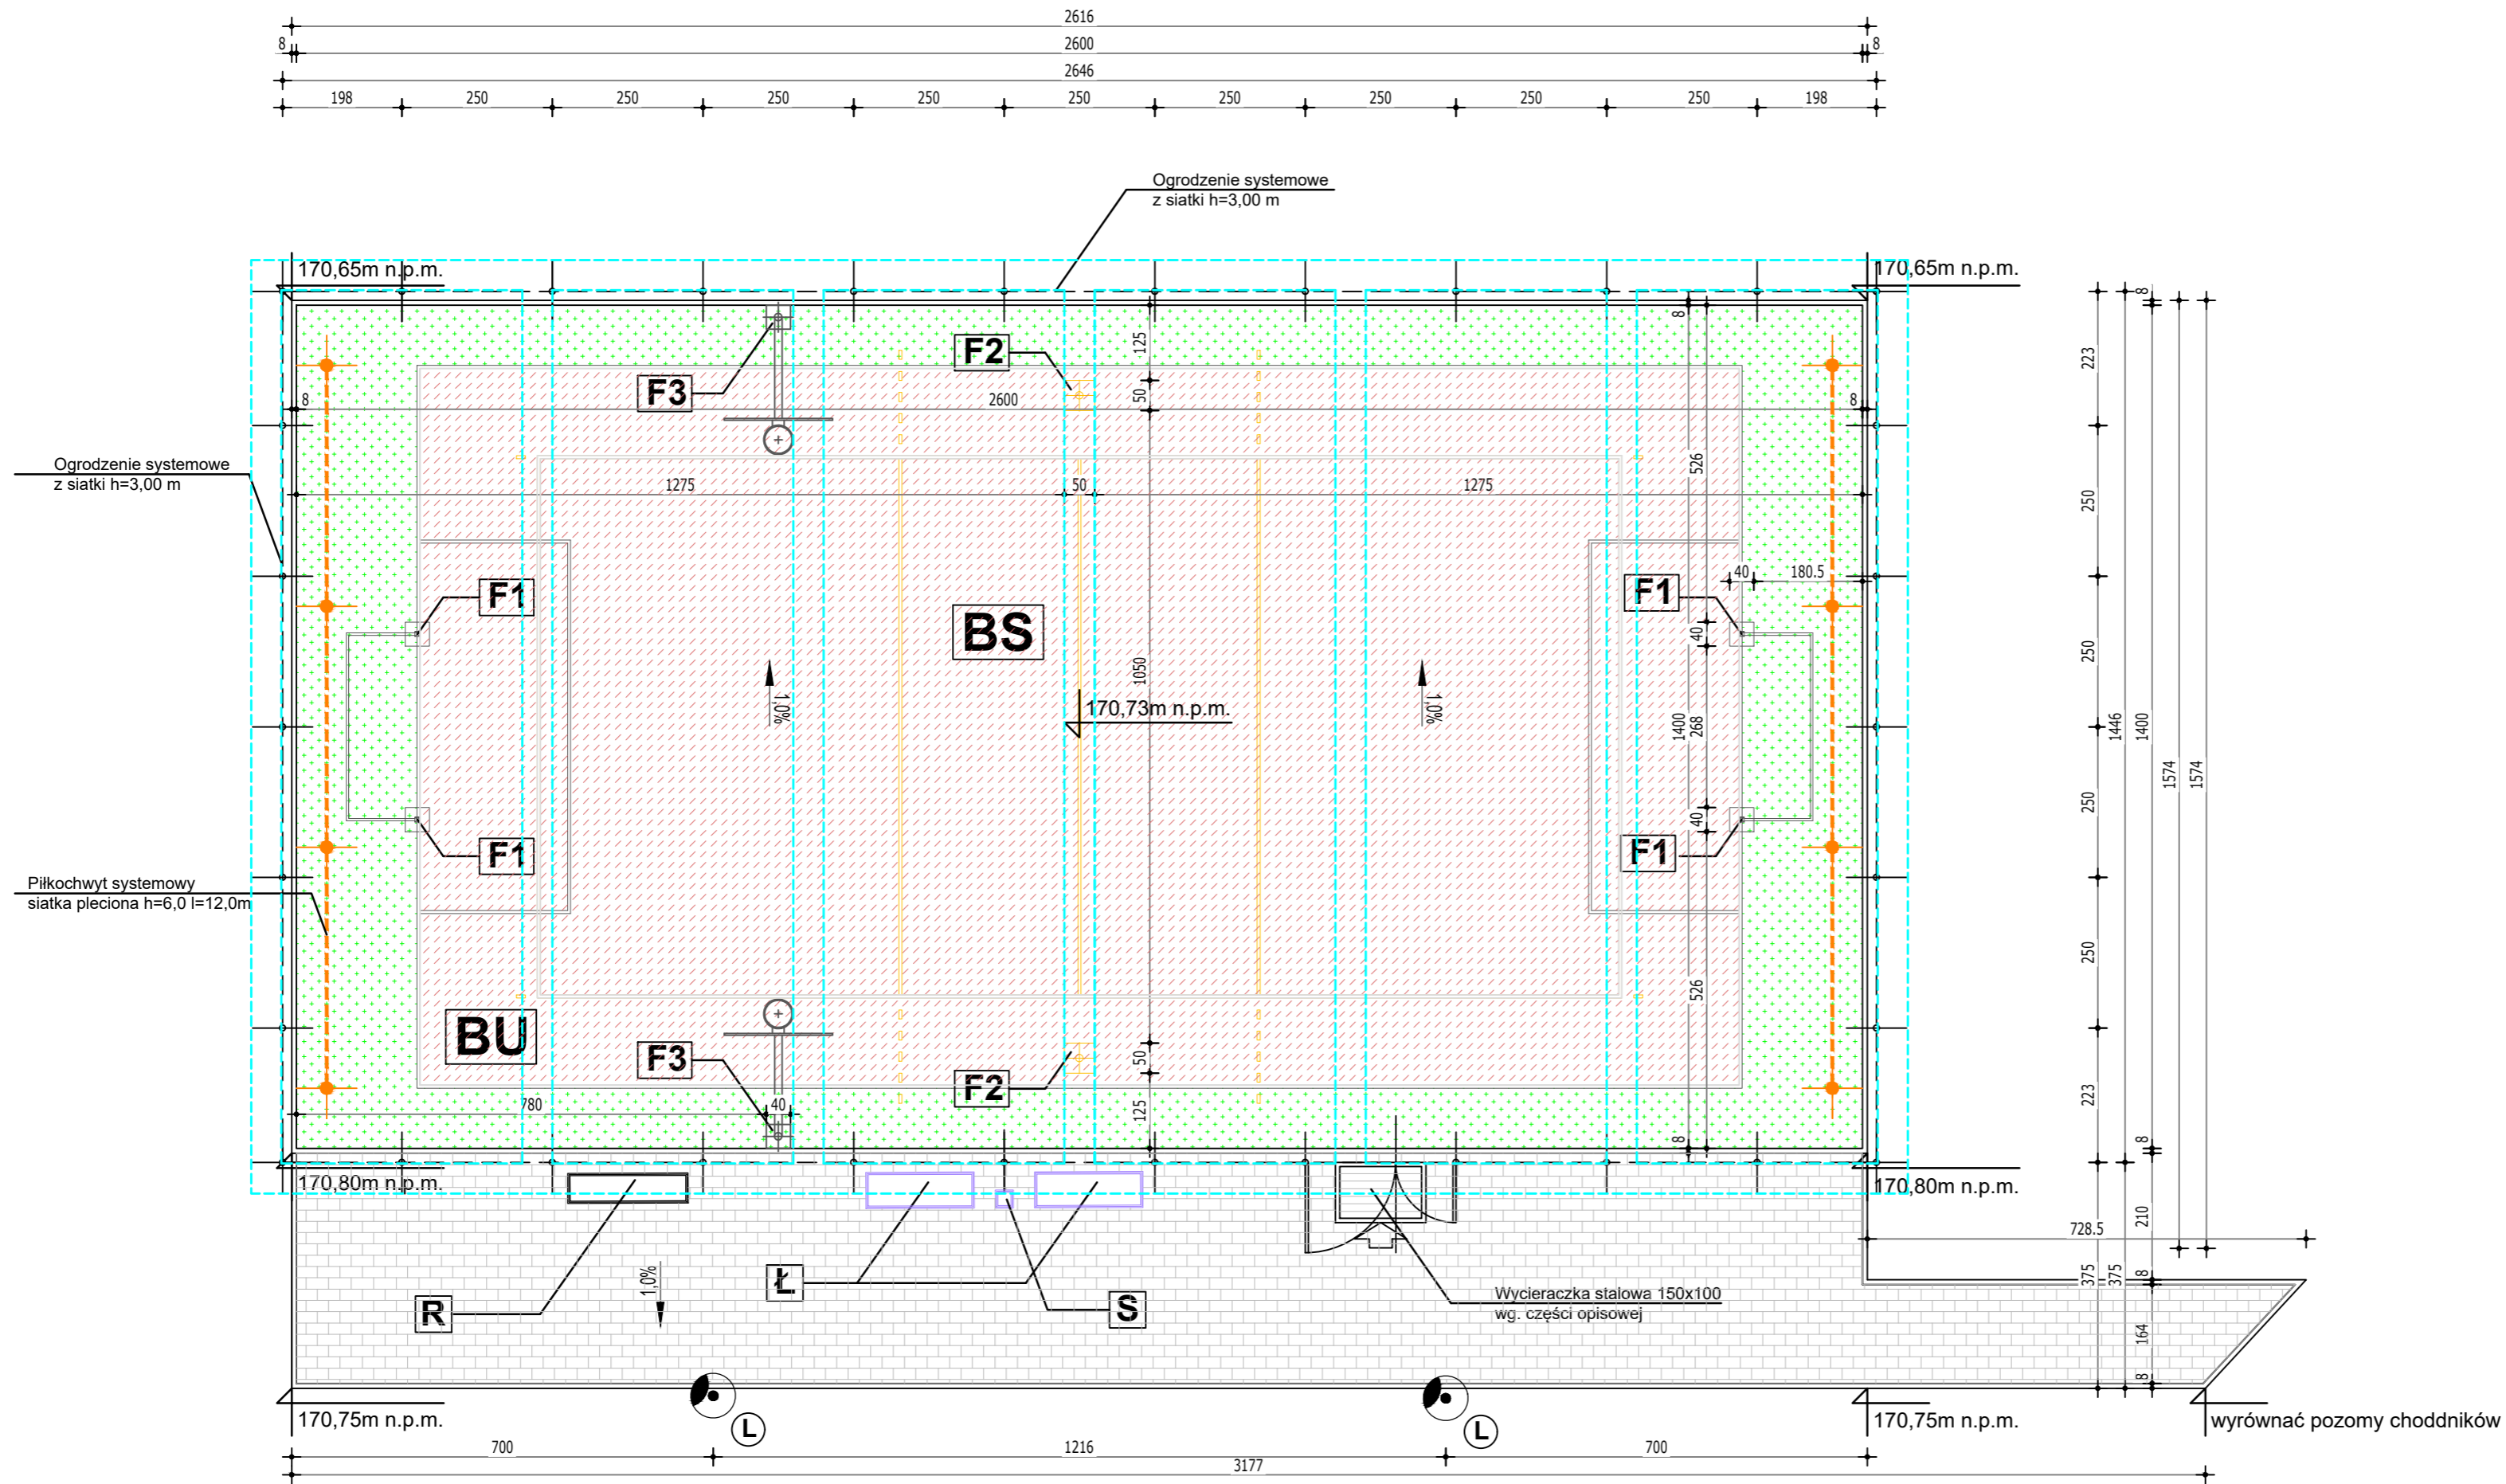 2616
8 2600 8
2646
198 250 250 250 250 250 250 250 250 250 198
Ogrodzenie systemowe
z siatki h=3,00 m
170,65m n.p.m.
170,65m n.p.m.
8
8
125
223
F2
F3
50
8 2600 8
Ogrodzenie systemowe
z siatki h=3,00 m
526
1275 50 1275
250
40 180.5
F1
F1
BS
40
1050
250
1,0%
1,0%
170,73m n.p.m.
1400
268
1446
1400
1574
1574
250
40
F1
F1
Piłkochwyt systemowy
siatka pleciona h=6,0 l=12,0m
250
526
BU
F3
50
F2
223
780 40
125
8
8
170,80m n.p.m.
170,80m n.p.m.
210
728.5
1,0%
Ł
375
375
8
R
S
Wycieraczka stalowa 150x100
wg. części opisowej
164
8
170,75m n.p.m.
L
L
170,75m n.p.m.
wyrównać pozomy choddników
700 1216 700
3177